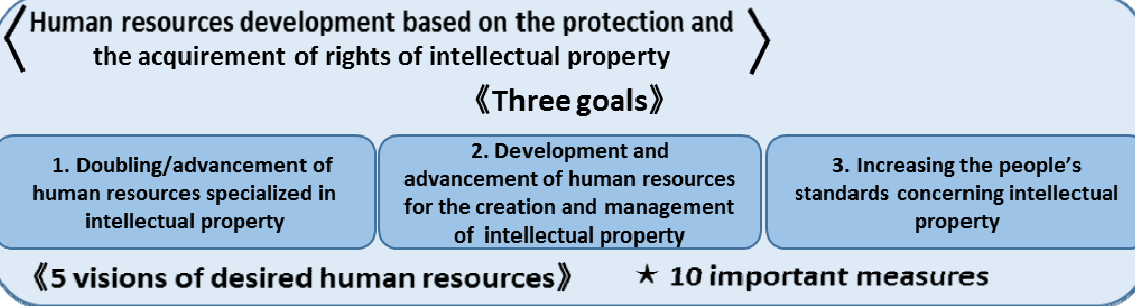 〈Human resources development based on the protection and
the acquirement of rights of intellectual property〉
《Three goals》
1. Doubling/advancement of
human resources specialized in
intellectual property
2. Development and
advancement of human resources
for the creation and management
of intellectual property
3. Increasing the people's
standards concerning intellectual
property
《5 visions of desired human resources》 ★ 10 important measures